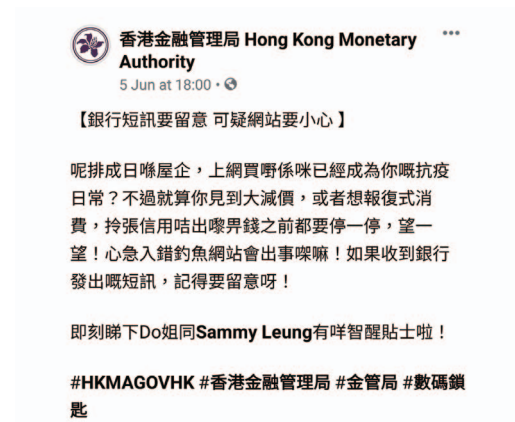 香港金融管理局 Hong Kong Monetary
Authority
5 Jun at 18:00 ·
【銀行短訊要留意 可疑網站要小心 】
呢排成日喺屋企，上網買嘢係咪已經成為你嘅抗疫
日常？不過就算你見到大減價，或者想報復式消
費，拎張信用咭出嚟畀錢之前都要停一停，望一
望！心急入錯釣魚網站會出事㗎嘛！如果收到銀行
發出嘅短訊，記得要留意呀！
即刻睇下Do姐同Sammy Leung有咩智醒貼士啦！
#HKMAGOVHK #香港金融管理局 #金管局 #數碼鎖
匙